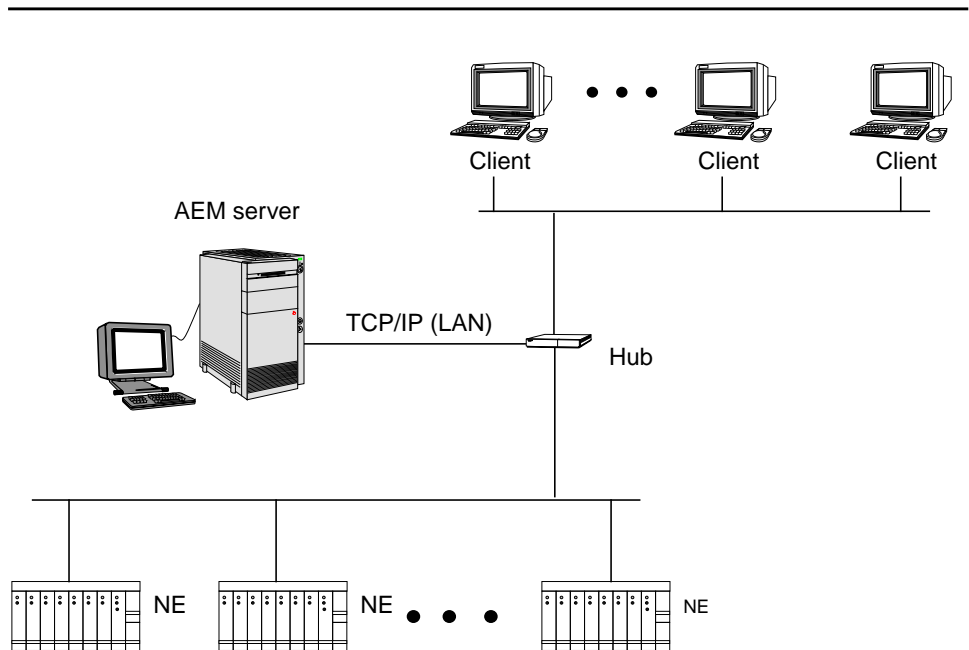 Client
Client
Client
AEM server
TCP/IP (LAN)
Hub
NE
NE
NE